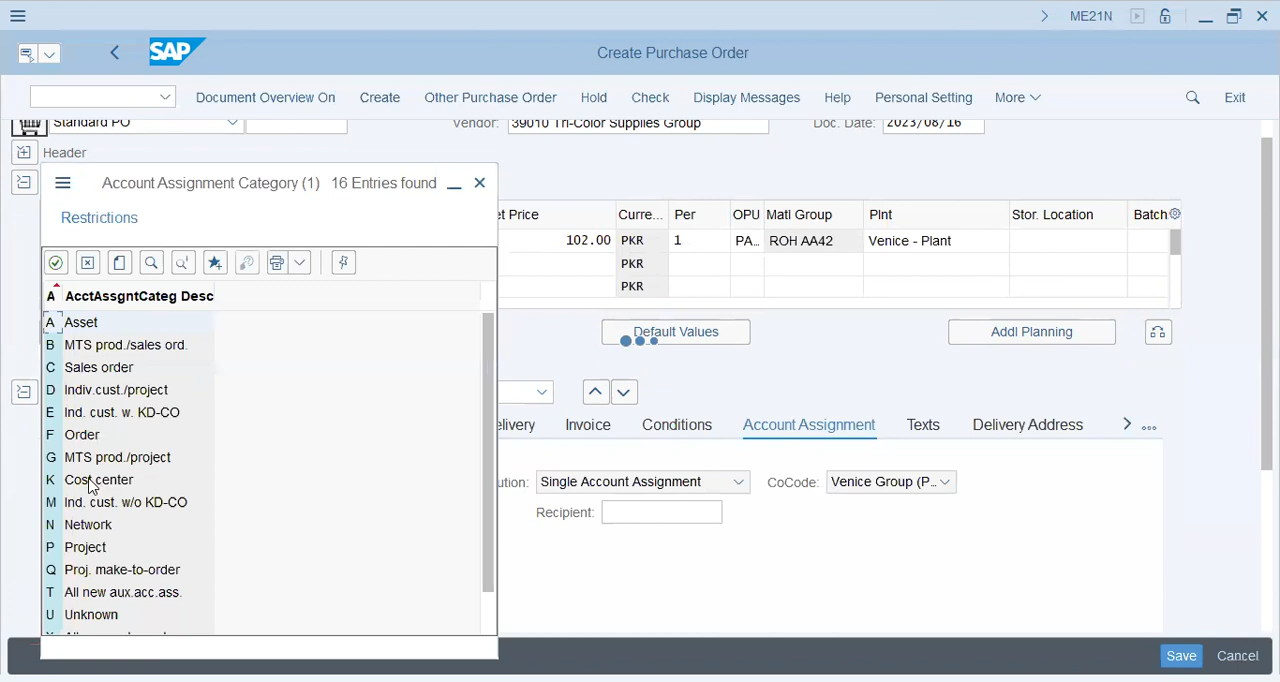 ME21N
SAP
Create Purchase Order
Document Overview On
Create
Other Purchase Order
Hold
Check
Display Messages
Help
Personal Setting
More
Exit
Standard PO
Vendor:
39010 Tri-Color Supplies Group
Doc. Date:
2023/08/16
Header
Account Assignment Category (1) 16 Entries found
Restrictions
A AcctAssgntCateg Desc
A Asset
B MTS prod./sales ord.
C Sales order
D Indiv.cust./project
E Ind. cust. w. KD-CO
F Order
G MTS prod./project
K Cost center
M Ind. cust. w/o KD-CO
N Network
P Project
Q Proj. make-to-order
T All new aux.acc.ass.
U Unknown
et Price
Curre...
Per
OPU
Matl Group
Plnt
Stor. Location
Batch
102.00
PKR
1
PA...
ROH AA42
Venice - Plant
PKR
PKR
Default Values
Addl Planning
elivery
Invoice
Conditions
Account Assignment
Texts
Delivery Address
ution:
Single Account Assignment
CoCode:
Venice Group (P...
Recipient:
Save
Cancel